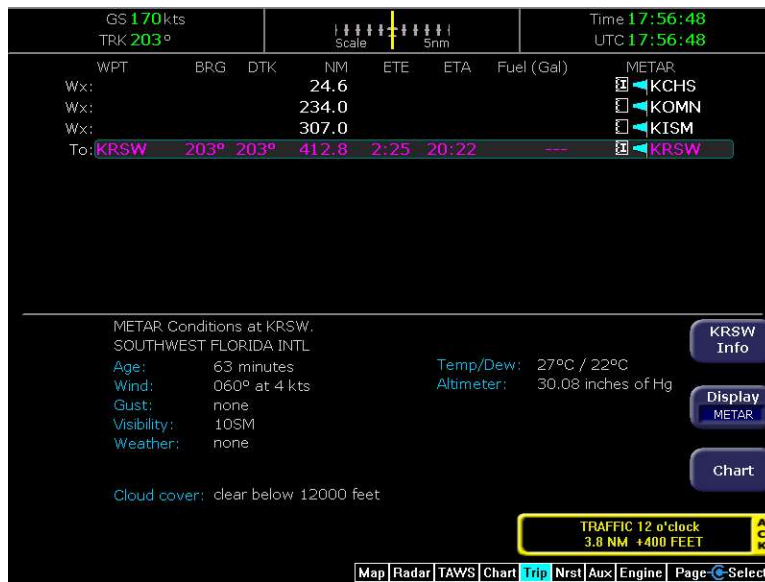 GS 170kts
TRK 203°
Scale 5nm
Time 17:56:48
UTC 17:56:48
WPT BRG DTK NM ETE ETA Fuel (Gal) METAR
Wx: 24.6 KCHS
Wx: 234.0 KOMN
Wx: 307.0 KISM
To: KRSW 203° 203° 412.8 2:25 20:22 --- KRSW
METAR Conditions at KRSW.
SOUTHWEST FLORIDA INTL
Age: 63 minutes
Wind: 060° at 4 kts
Gust: none
Visibility: 10SM
Weather: none
Temp/Dew: 27°C / 22°C
Altimeter: 30.08 inches of Hg
Cloud cover: clear below 12000 feet
KRSW
Info
Display
METAR
Chart
TRAFFIC 12 o'clock
3.8 NM +400 FEET
ACK
Map Radar TAWS Chart Trip Nrst Aux Engine Page Select